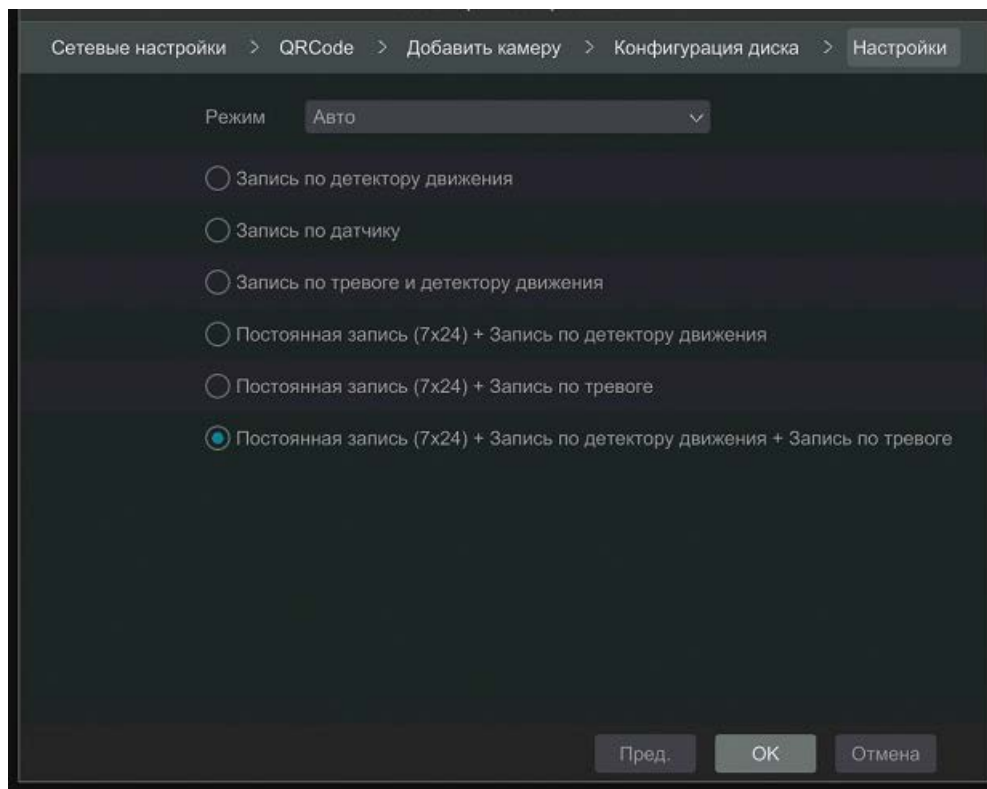 Сетевые настройки > QRCode > Добавить камеру > Конфигурация диска > Настройки
Режим Авто
Запись по детектору движения
Запись по датчику
Запись по тревоге и детектору движения
Постоянная запись (7x24) + Запись по детектору движения
Постоянная запись (7x24) + Запись по тревоге
Постоянная запись (7x24) + Запись по детектору движения + Запись по тревоге
Пред. OK Отмена